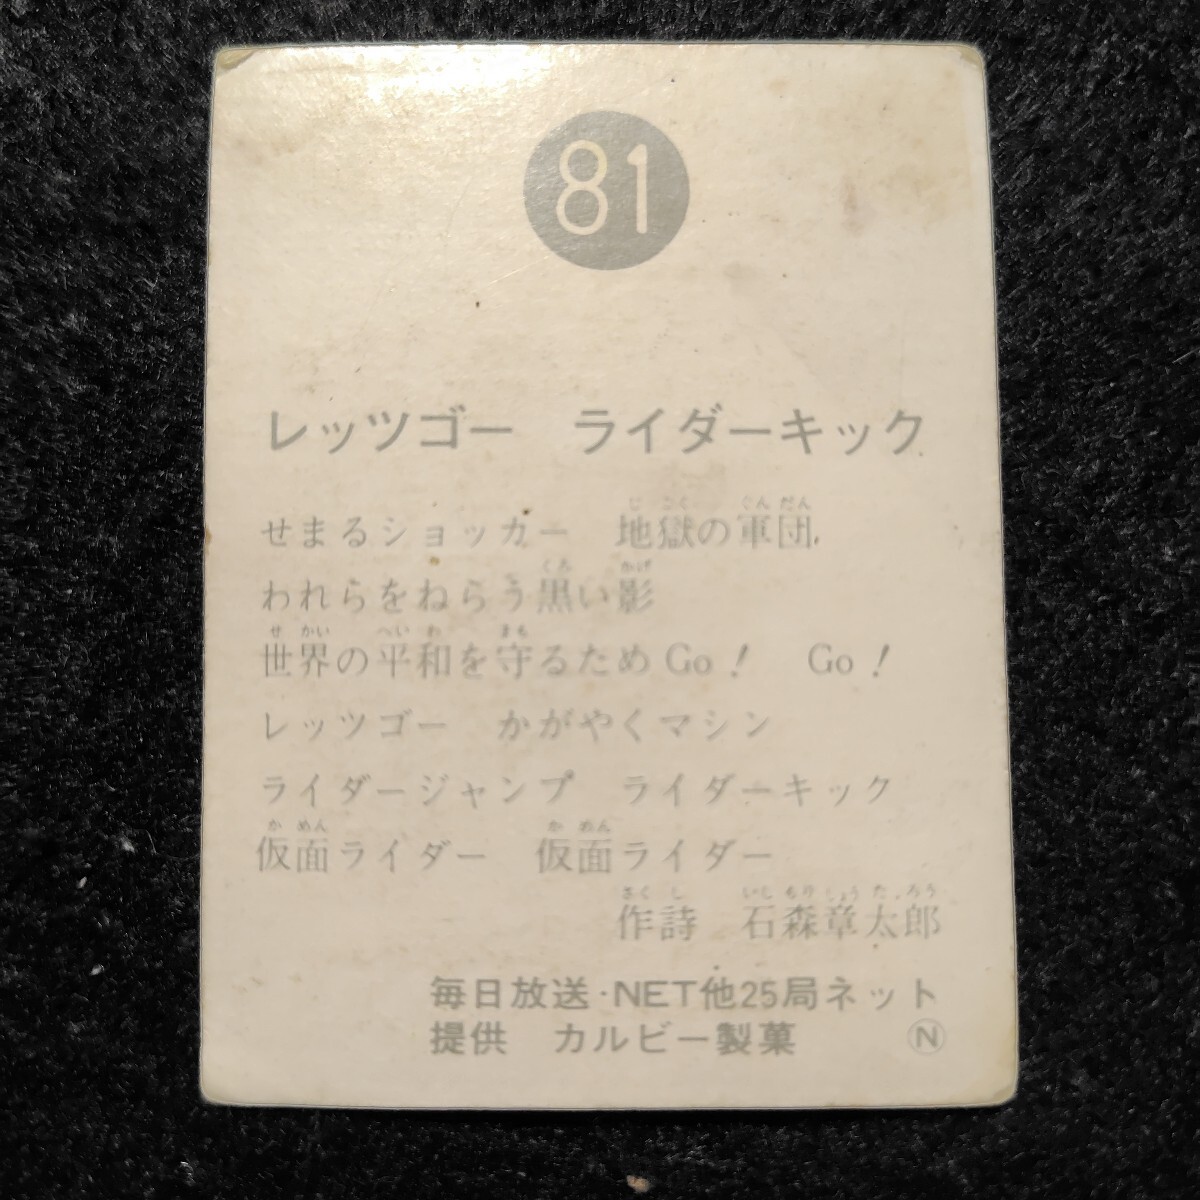 81
レッツゴー　ライダーキック
せまるショッカー　地獄の軍団
われらをねらう黒い影
世界の平和を守るためGo！　Go！
レッツゴー　かがやくマシン
ライダージャンプ　ライダーキック
仮面ライダー　仮面ライダー
作詩　石森章太郎
毎日放送・NET他25局ネット
提供　カルビー製菓　Ⓝ